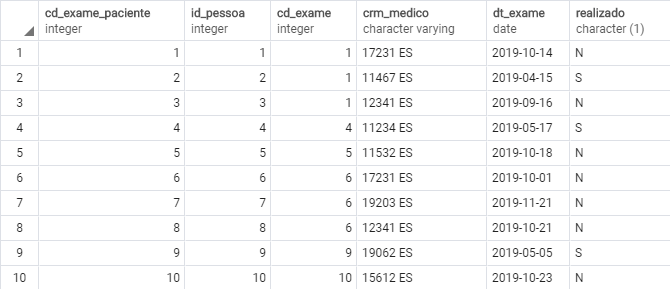 cd_exame_paciente id_pessoa cd_exame crm_medico dt_exame realizado
integer integer integer character varying date character (1)
1 1 1 1 17231 ES 2019-10-14 N
2 2 2 1 11467 ES 2019-04-15 S
3 3 3 1 12341 ES 2019-09-16 N
4 4 4 4 11234 ES 2019-05-17 S
5 5 5 5 11532 ES 2019-10-18 N
6 6 6 6 17231 ES 2019-10-01 N
7 7 7 6 19203 ES 2019-11-21 N
8 8 8 6 12341 ES 2019-10-21 N
9 9 9 9 19062 ES 2019-05-05 S
10 10 10 10 15612 ES 2019-10-23 N